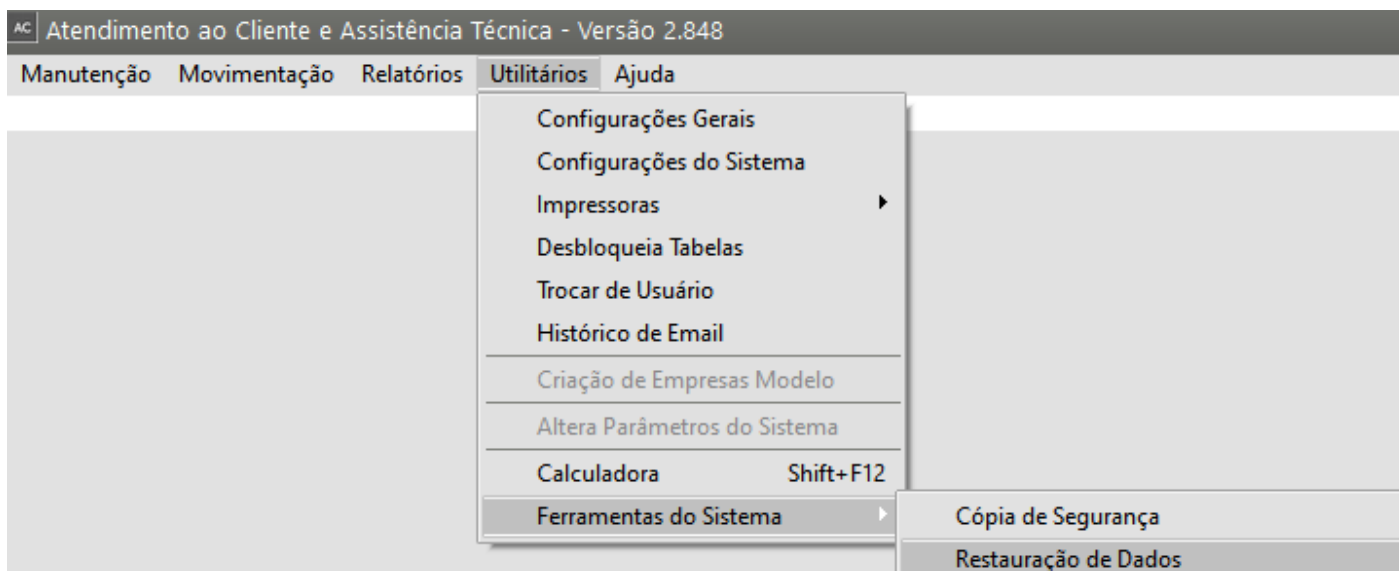 AC Atendimento ao Cliente e Assistência Técnica - Versão 2.848
Manutenção Movimentação Relatórios Utilitários Ajuda
Configurações Gerais
Configurações do Sistema
Impressoras
Desbloqueia Tabelas
Trocar de Usuário
Histórico de Email
Criação de Empresas Modelo
Altera Parâmetros do Sistema
Calculadora Shift+F12
Ferramentas do Sistema
Cópia de Segurança
Restauração de Dados